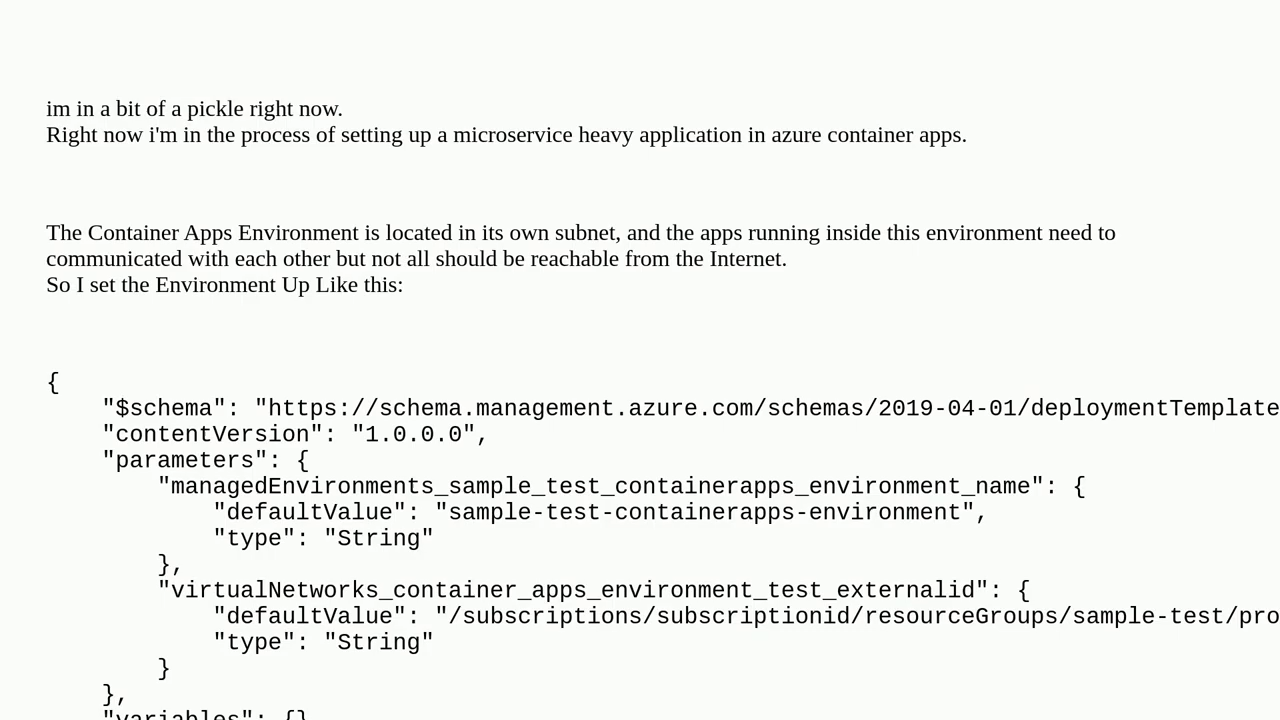 im in a bit of a pickle right now.
Right now i'm in the process of setting up a microservice heavy application in azure container apps.
The Container Apps Environment is located in its own subnet, and the apps running inside this environment need to
communicated with each other but not all should be reachable from the Internet.
So I set the Environment Up Like this:
{
    "$schema": "https://schema.management.azure.com/schemas/2019-04-01/deploymentTemplate
    "contentVersion": "1.0.0.0",
    "parameters": {
        "managedEnvironments_sample_test_containerapps_environment_name": {
            "defaultValue": "sample-test-containerapps-environment",
            "type": "String"
        },
        "virtualNetworks_container_apps_environment_test_externalid": {
            "defaultValue": "/subscriptions/subscriptionid/resourceGroups/sample-test/pro
            "type": "String"
        }
    },
    "variables": {}